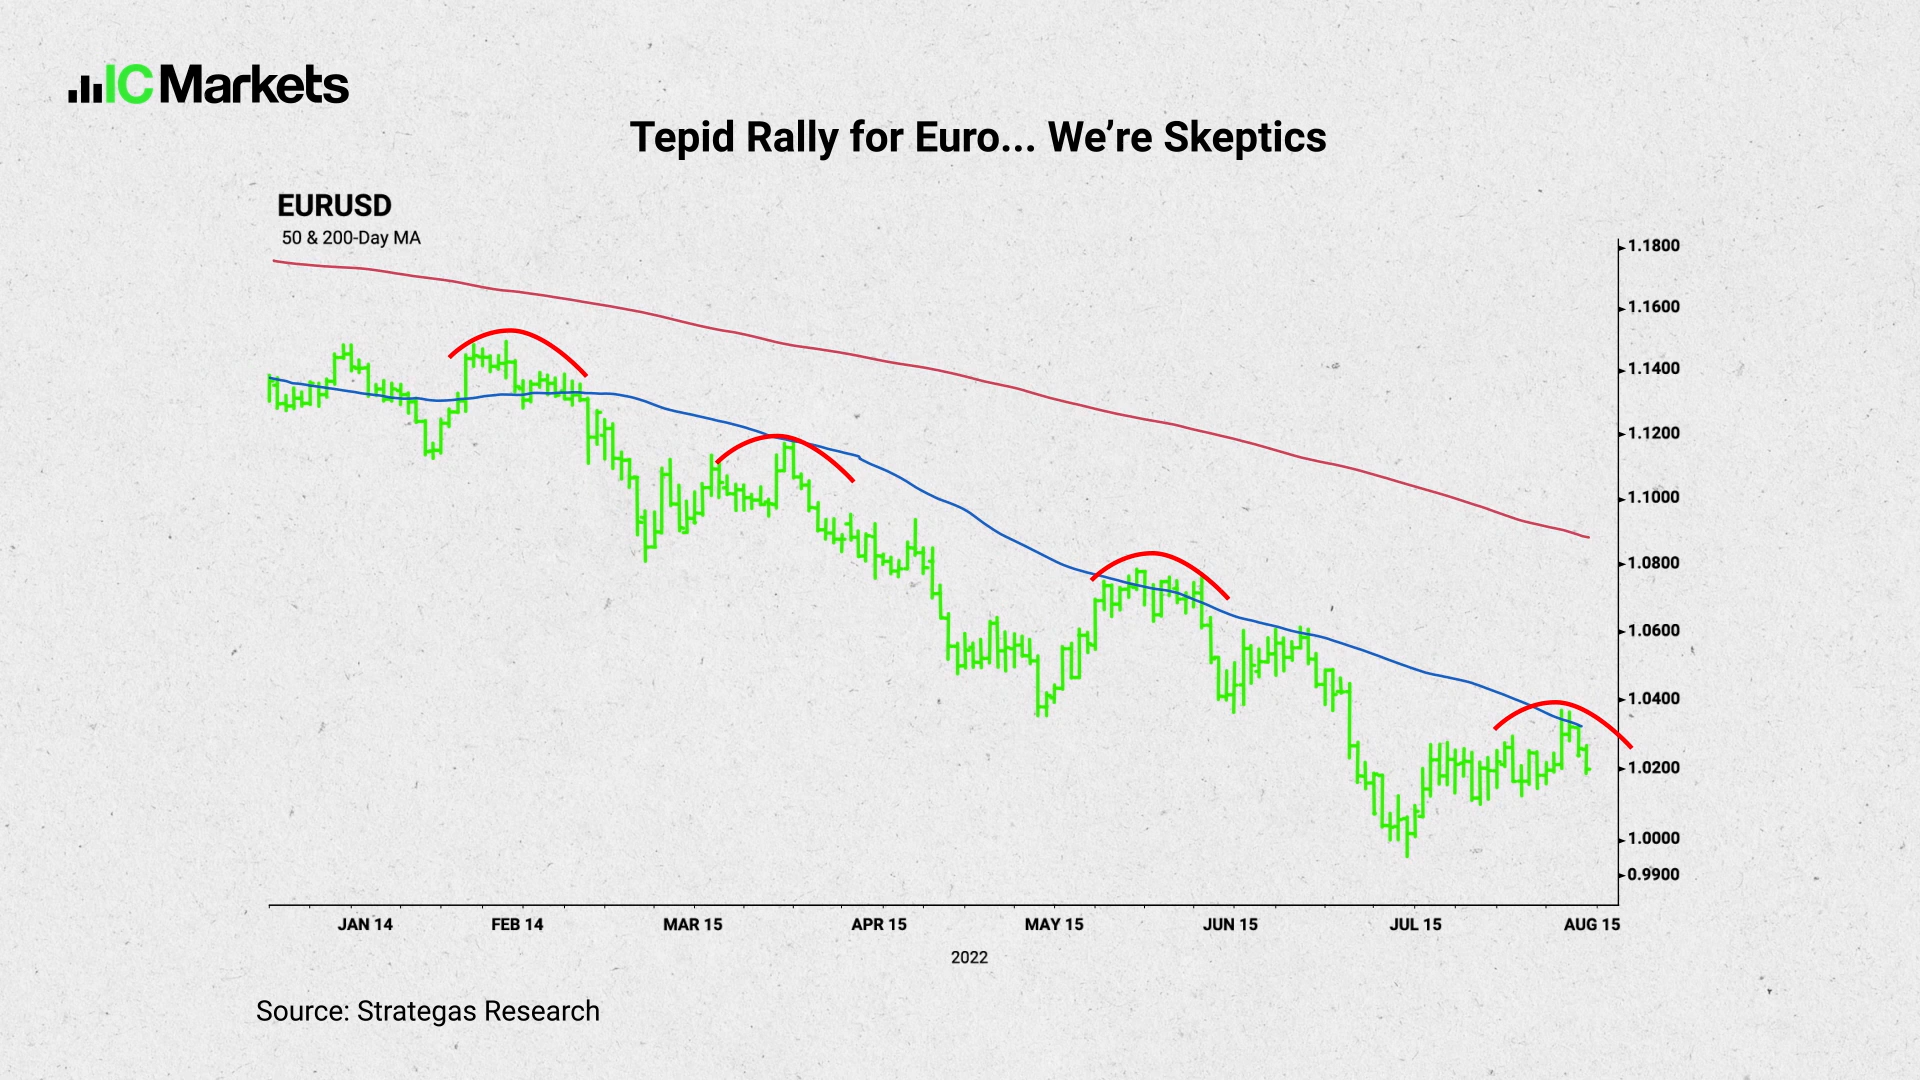 IC Markets
Tepid Rally for Euro... We’re Skeptics
EURUSD
50 & 200-Day MA
1.1800
1.1600
1.1400
1.1200
1.1000
1.0800
1.0600
1.0400
1.0200
1.0000
0.9900
JAN 14 FEB 14 MAR 15 APR 15 MAY 15 JUN 15 JUL 15 AUG 15
2022
Source: Strategas Research